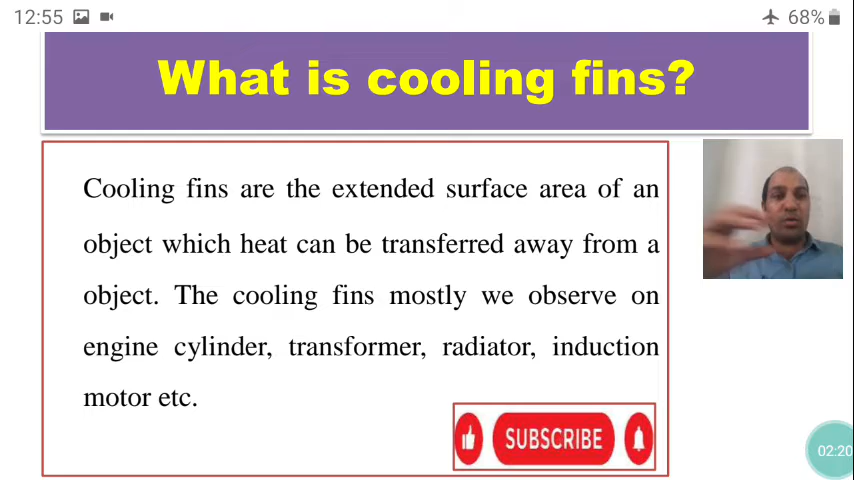 12:55
68%
What is cooling fins?
Cooling fins are the extended surface area of an
object which heat can be transferred away from a
object. The cooling fins mostly we observe on
engine cylinder, transformer, radiator, induction
motor etc.
SUBSCRIBE
02:20